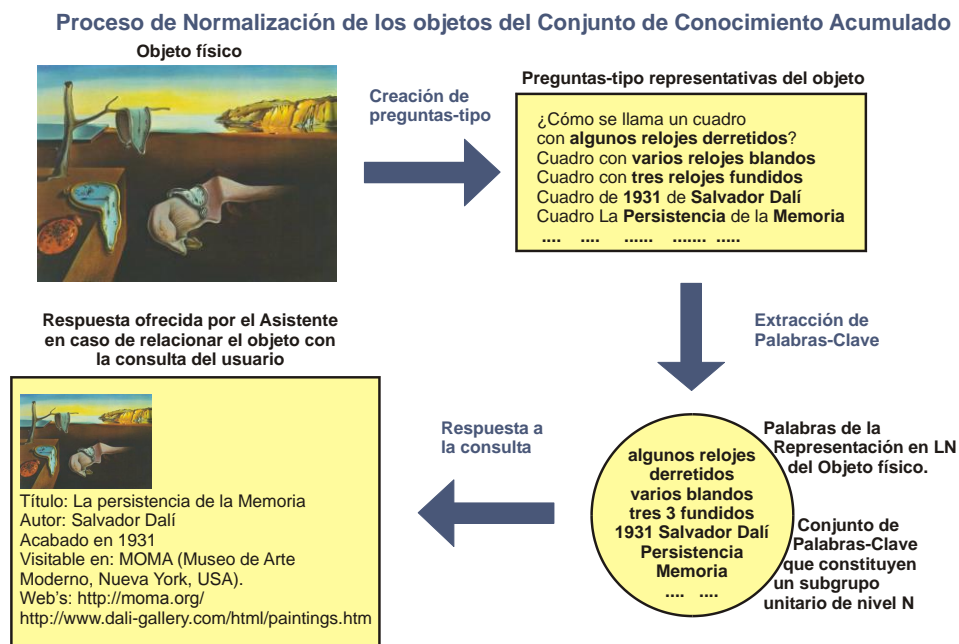 Proceso de Normalización de los objetos del Conjunto de Conocimiento Acumulado
Objeto físico
Creación de
preguntas-tipo
Preguntas-tipo representativas del objeto
¿Cómo se llama un cuadro
con algunos relojes derretidos?
Cuadro con varios relojes blandos
Cuadro con tres relojes fundidos
Cuadro de 1931 de Salvador Dalí
Cuadro La Persistencia de la Memoria
.... .... ...... ....... .....
Extracción de
Palabras-Clave
algunos relojes
derretidos
varios blandos
tres 3 fundidos
1931 Salvador Dalí
Persistencia
Memoria
.... ....
Palabras de la
Representación en LN
del Objeto físico.
Conjunto de
Palabras-Clave
que constituyen
un subgrupo
unitario de nivel N
Respuesta a
la consulta
Respuesta ofrecida por el Asistente
en caso de relacionar el objeto con
la consulta del usuario
Título: La persistencia de la Memoria
Autor: Salvador Dalí
Acabado en 1931
Visitable en: MOMA (Museo de Arte
Moderno, Nueva York, USA).
Web's: http://moma.org/
http://www.dali-gallery.com/html/paintings.htm